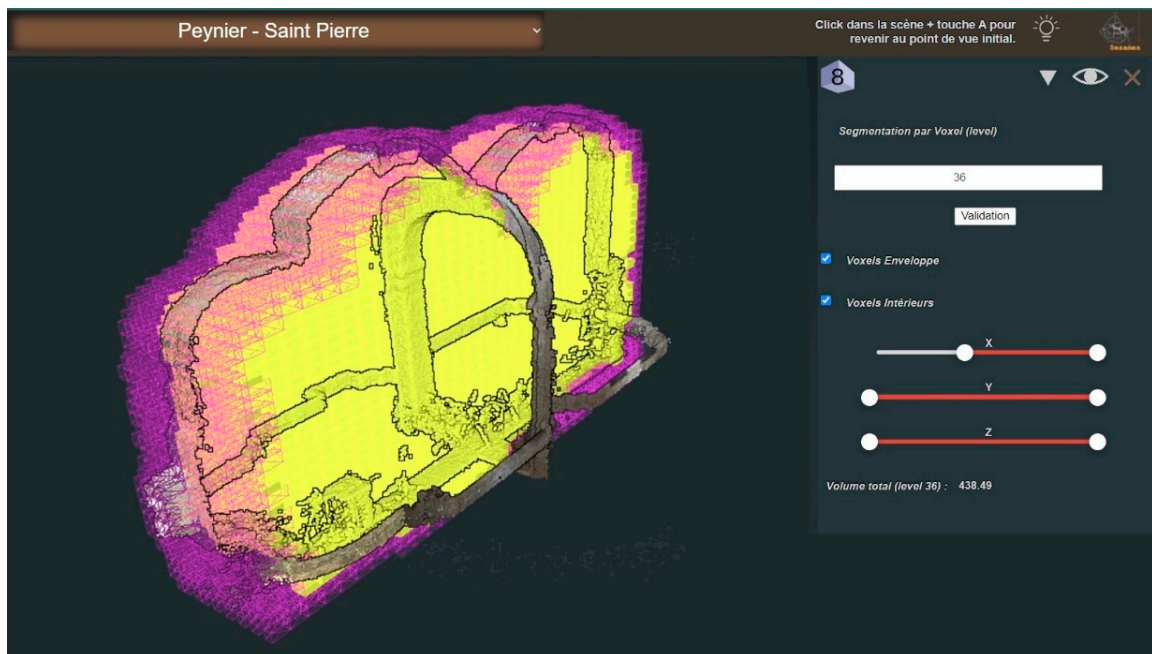 Peynier - Saint Pierre
Click dans la scène + touche A pour
revenir au point de vue initial.
Sesames
8
Segmentation par Voxel (level)
36
Validation
Voxels Enveloppe
Voxels Intérieurs
X
Y
Z
Volume total (level 36) : 438.49